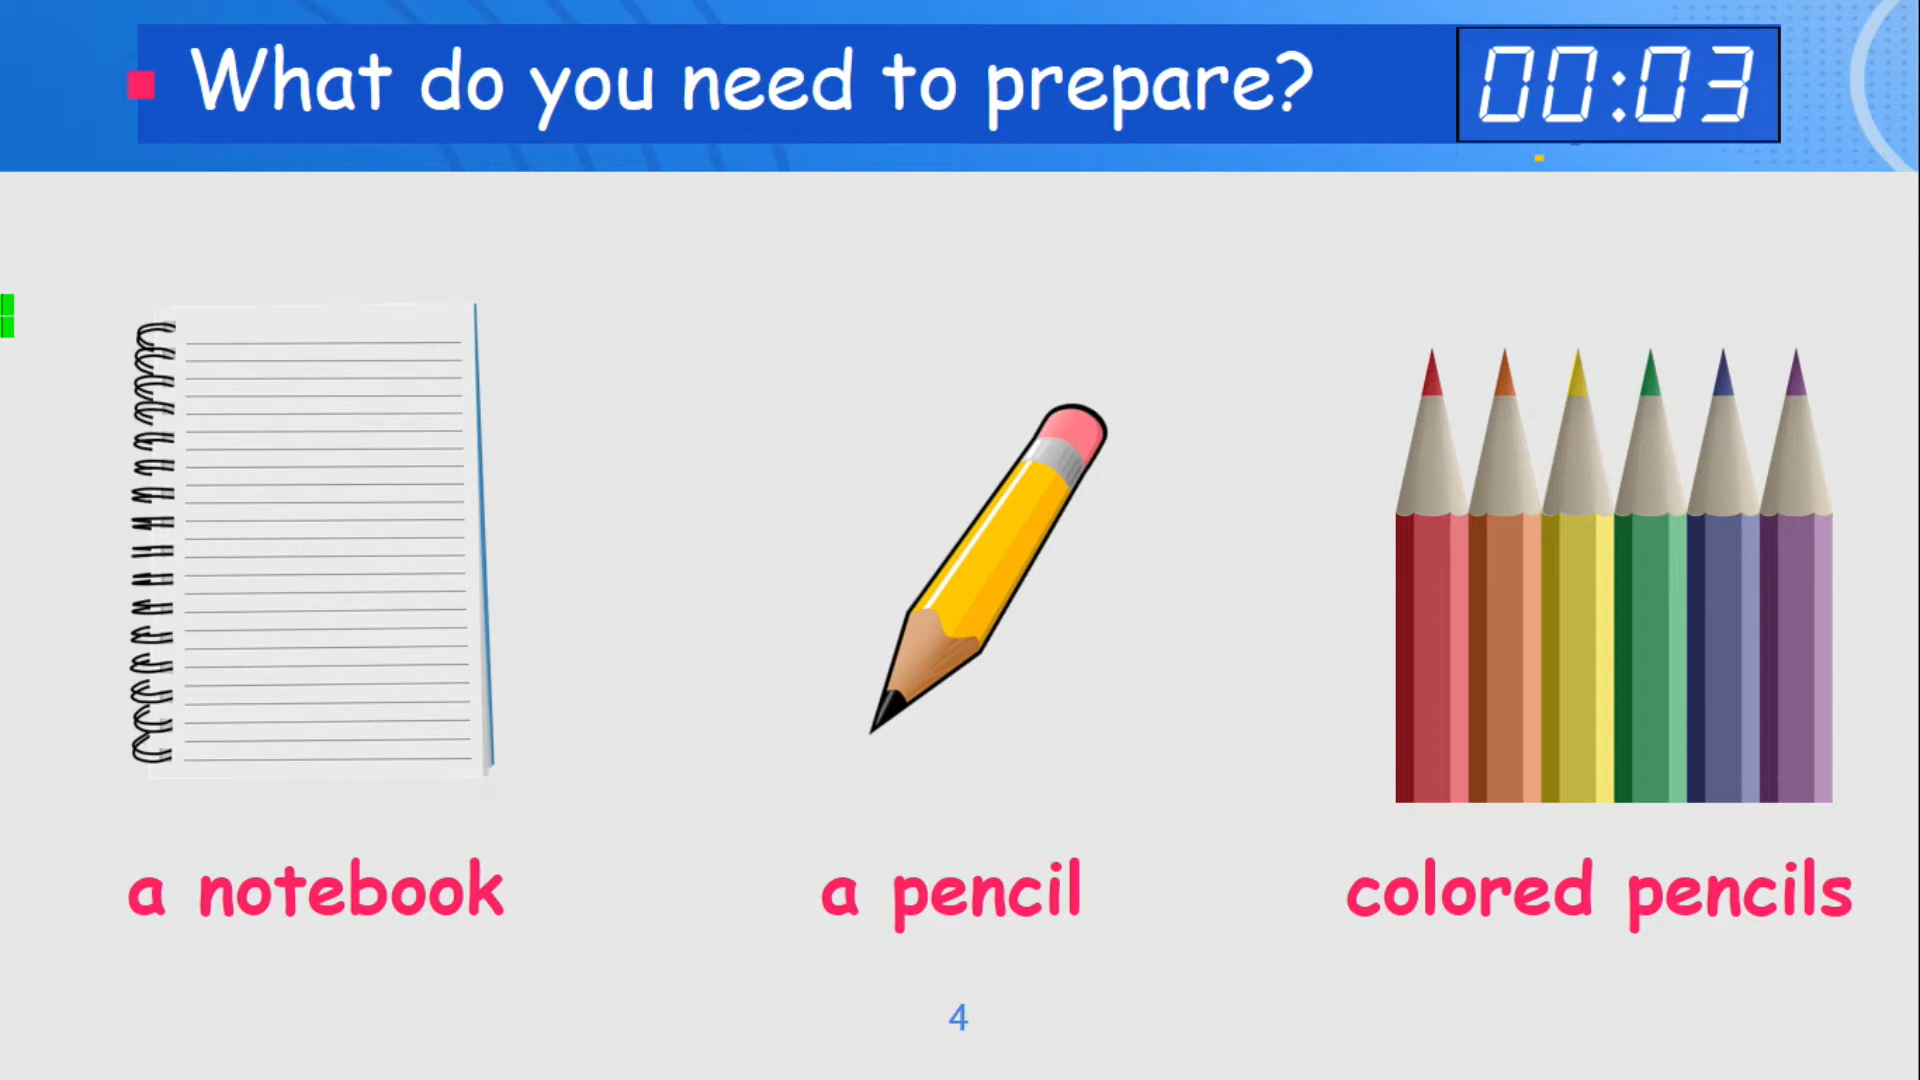 What do you need to prepare?
00:03
a notebook
a pencil
colored pencils
4